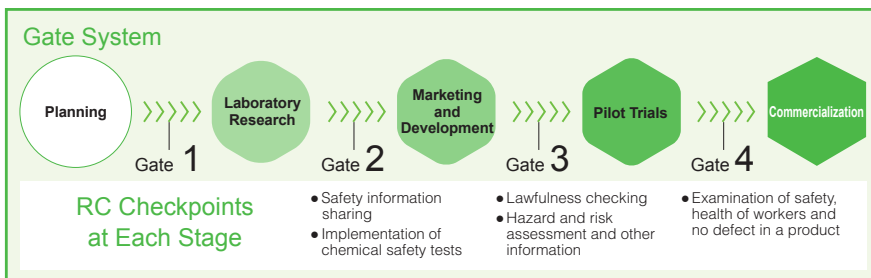 Gate System
Planning
Laboratory
Research
Marketing
and
Development
Pilot Trials
Commercialization
Gate 1
Gate 2
Gate 3
Gate 4
RC Checkpoints
at Each Stage
● Safety information
sharing
● Implementation of
chemical safety tests
● Lawfulness checking
● Hazard and risk
assessment and other
information
● Examination of safety,
health of workers and
no defect in a product